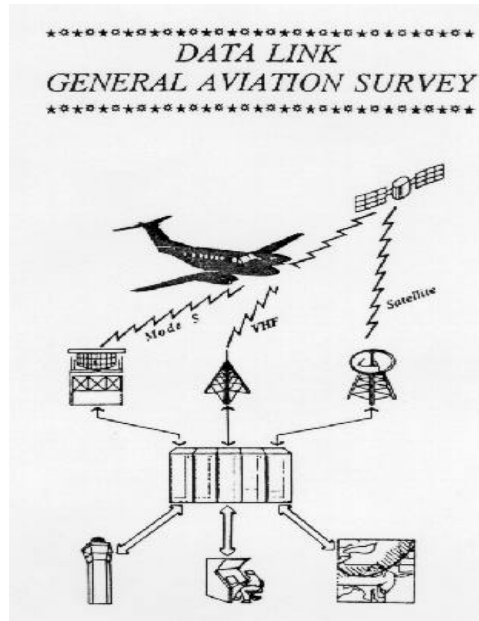 DATA LINK
GENERAL AVIATION SURVEY
Mode S
VHF
Satellite